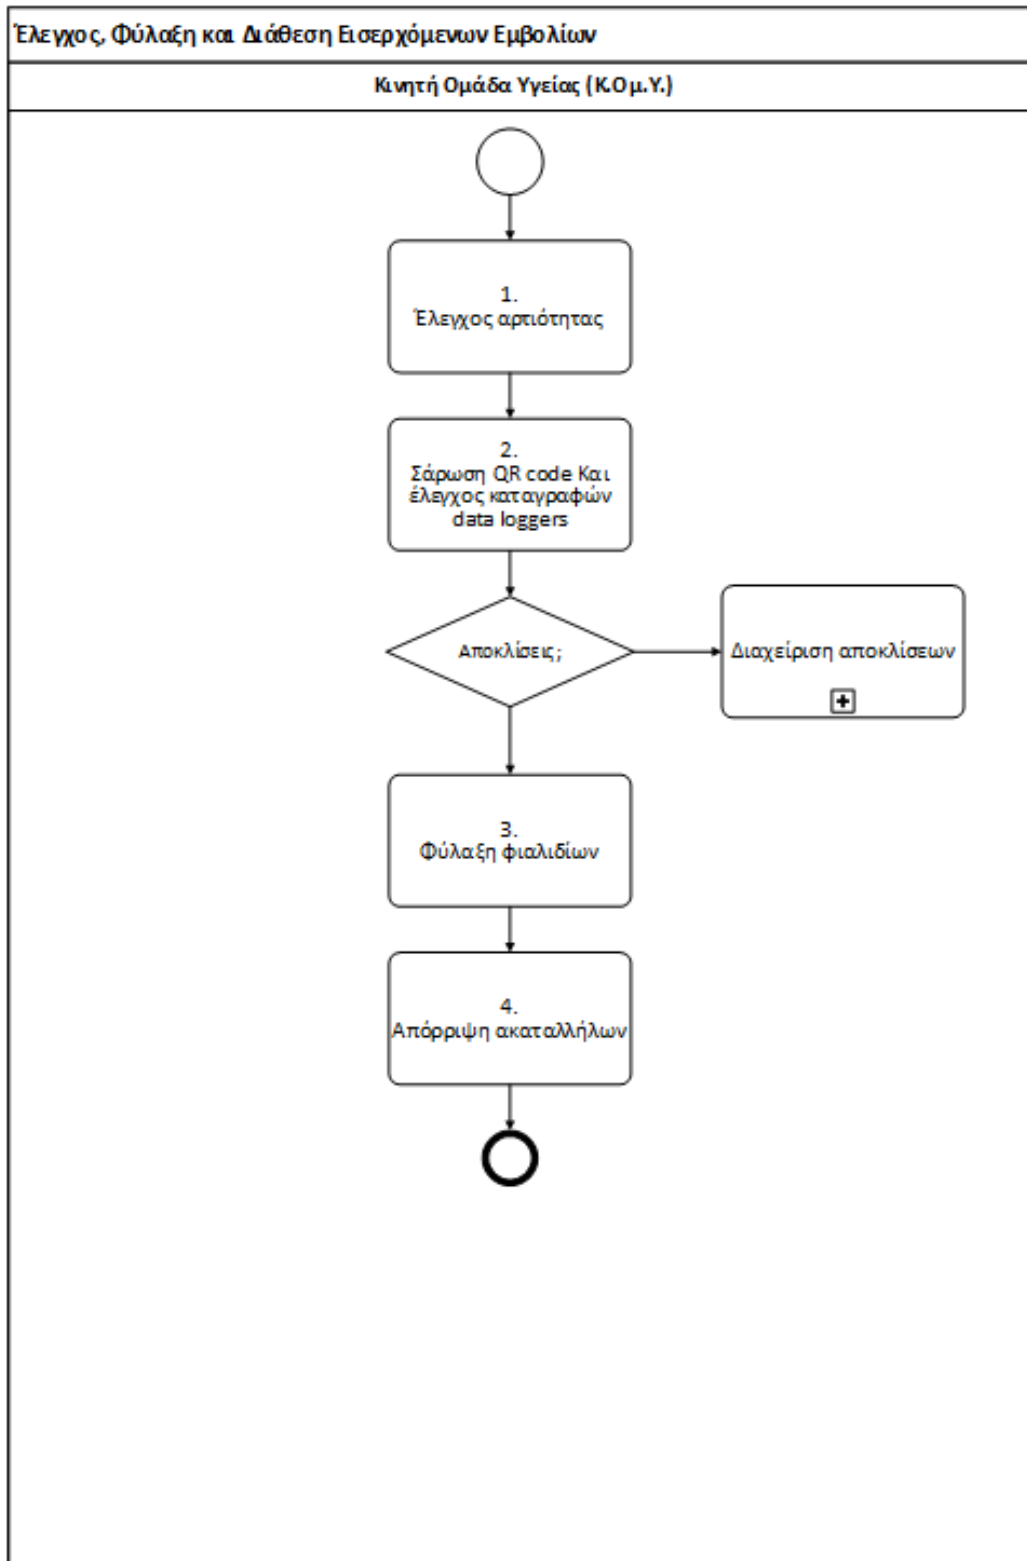 Έλεγχος, Φύλαξη και Διάθεση Εισερχόμενων Εμβολίων
Κινητή Ομάδα Υγείας (Κ.Ομ.Υ.)
1.
Έλεγχος αρτιότητας
2.
Σάρωση QR code Και
έλεγχος καταγραφών
data loggers
Αποκλίσεις;
Διαχείριση αποκλίσεων
3.
Φύλαξη φιαλιδίων
4.
Απόρριψη ακαταλλήλων